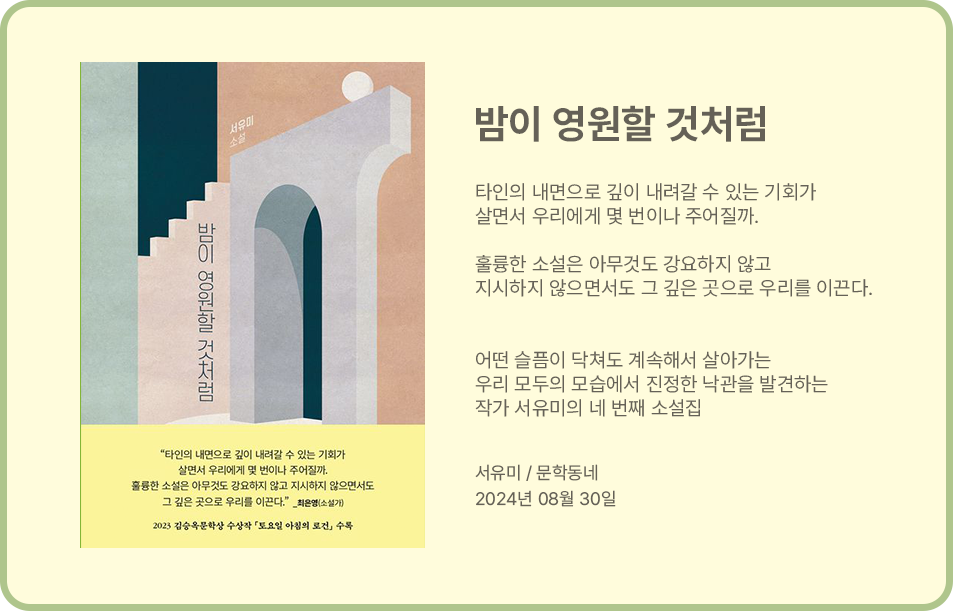 서유미
소설
밤이 영원할 것처럼
“타인의 내면으로 깊이 내려갈 수 있는 기회가
살면서 우리에게 몇 번이나 주어질까.
훌륭한 소설은 아무것도 강요하지 않고 지시하지 않으면서도
그 깊은 곳으로 우리를 이끈다.” _최은영(소설가)
2023 김승옥문학상 수상작 「토요일 아침의 로건」 수록
밤이 영원할 것처럼
타인의 내면으로 깊이 내려갈 수 있는 기회가
살면서 우리에게 몇 번이나 주어질까.
훌륭한 소설은 아무것도 강요하지 않고
지시하지 않으면서도 그 깊은 곳으로 우리를 이끈다.
어떤 슬픔이 닥쳐도 계속해서 살아가는
우리 모두의 모습에서 진정한 낙관을 발견하는
작가 서유미의 네 번째 소설집
서유미 / 문학동네
2024년 08월 30일